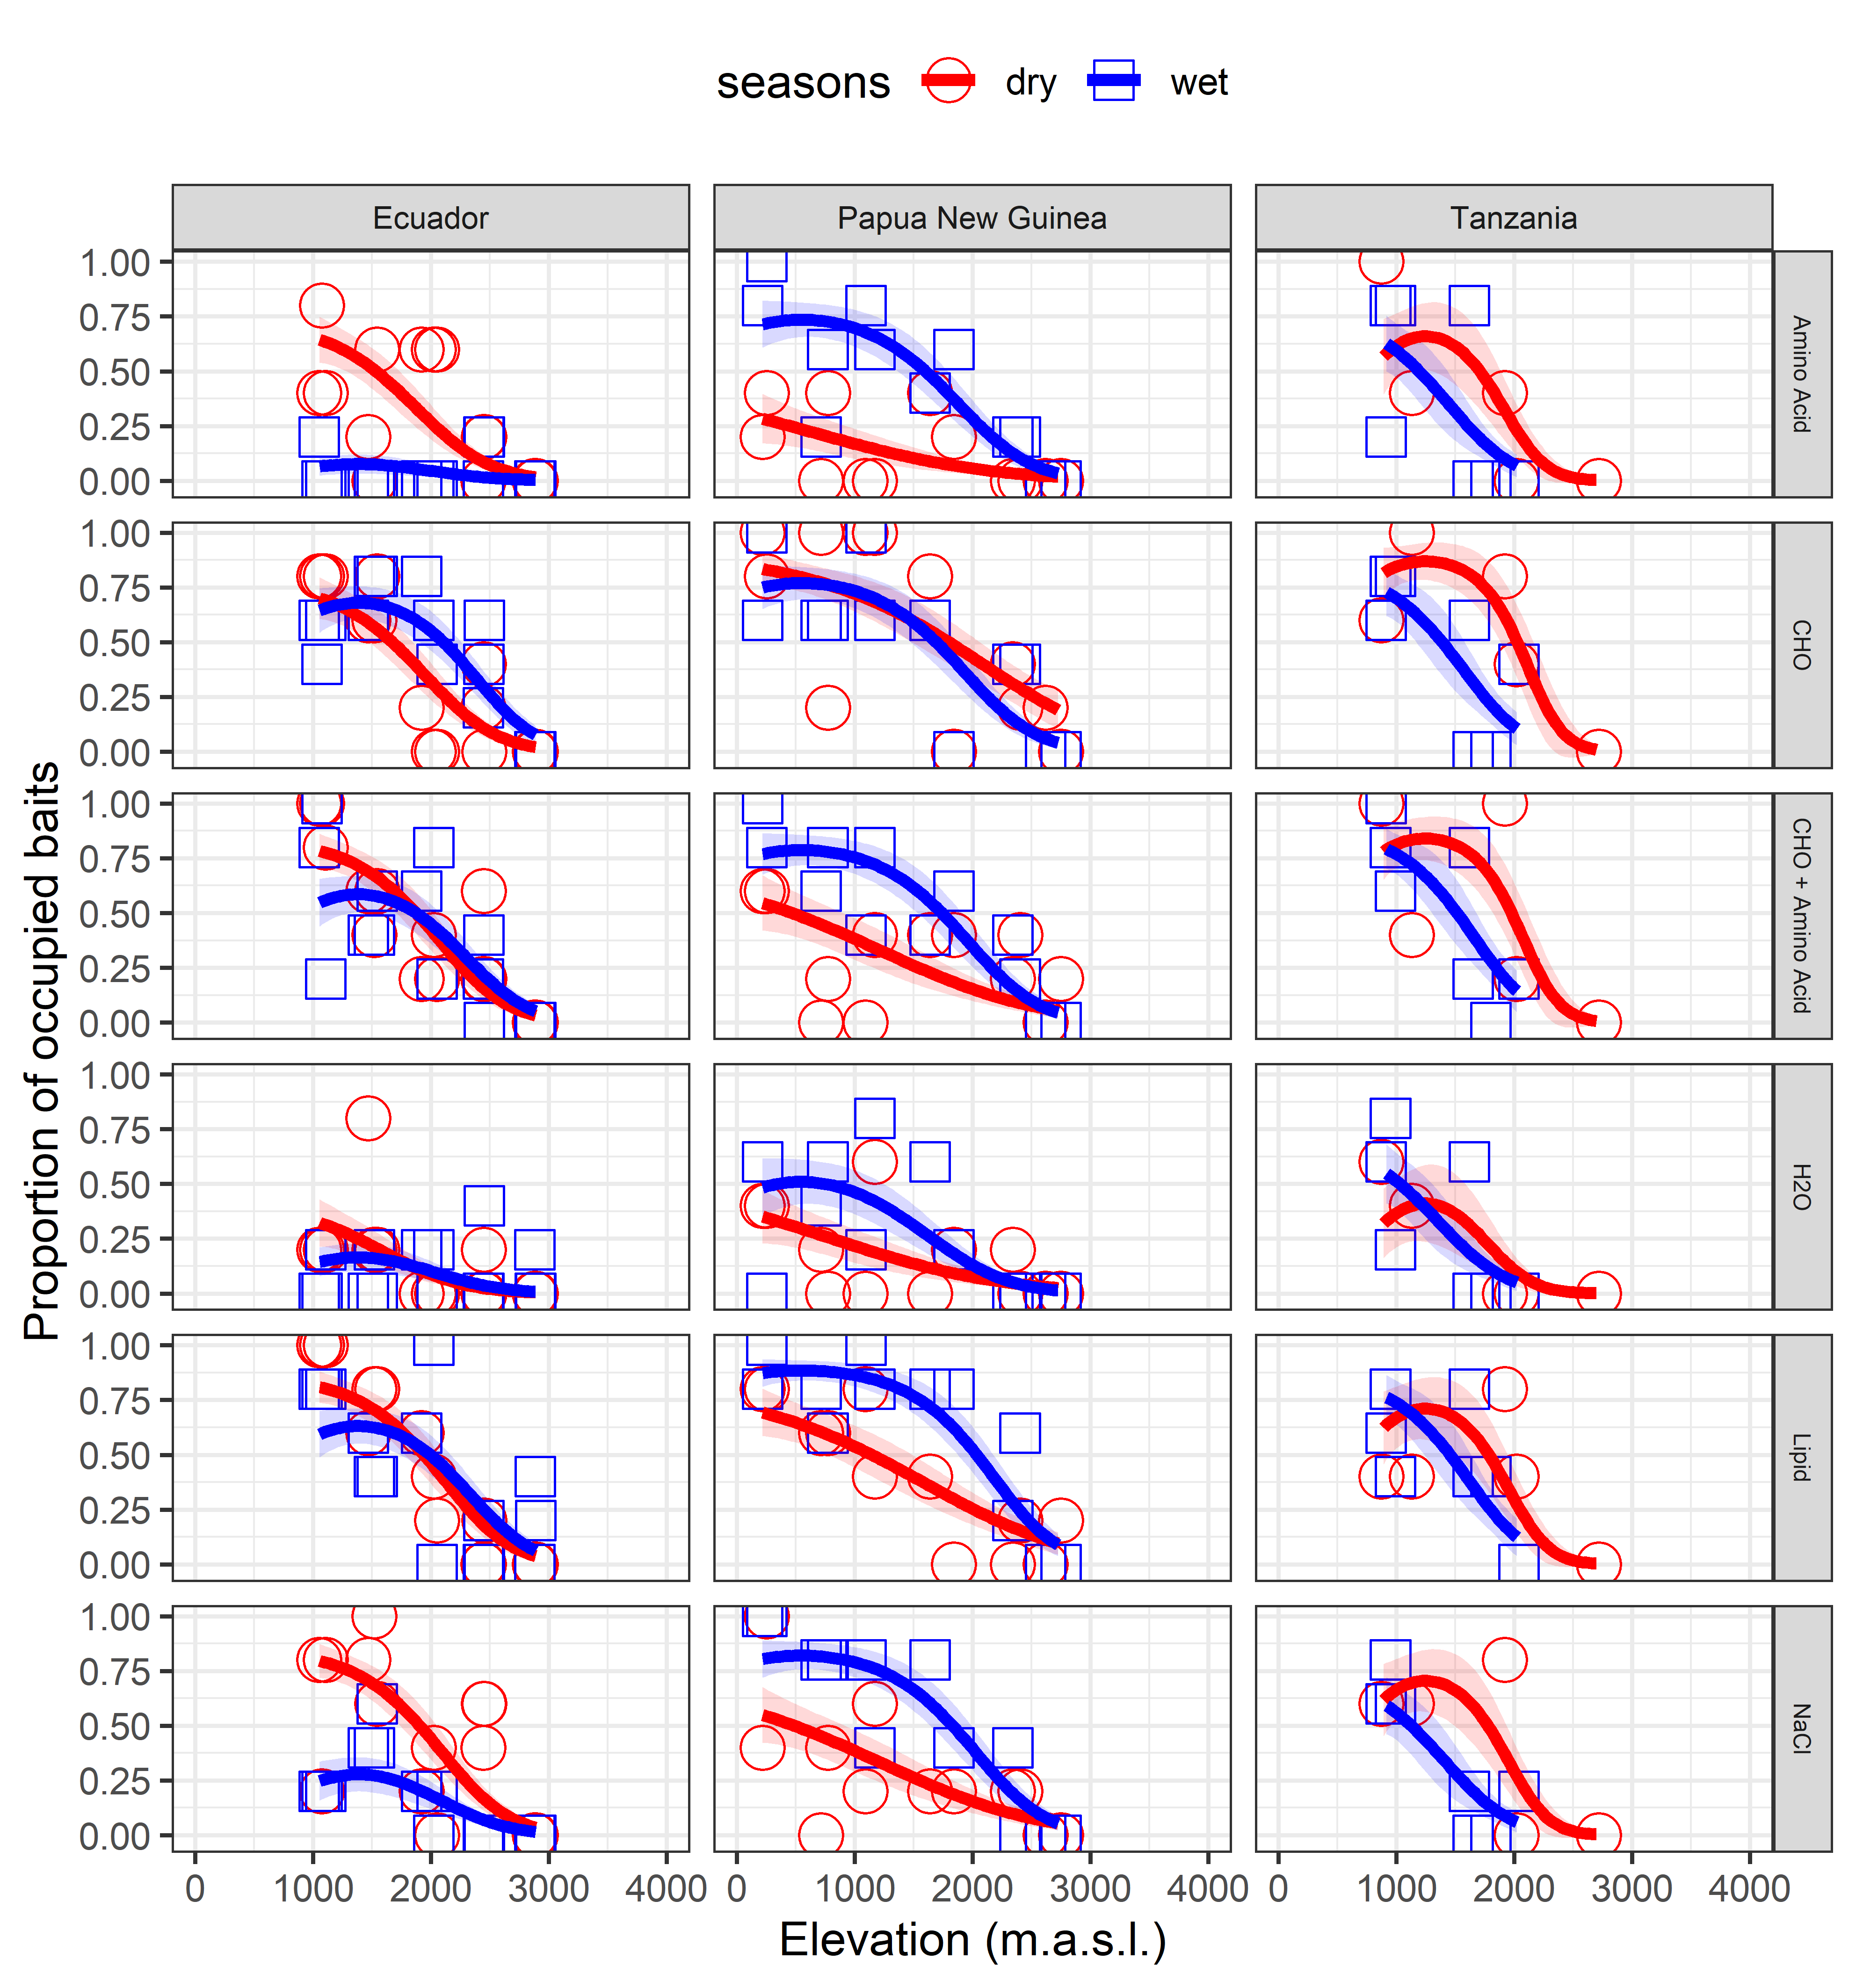 seasons dry wet
Ecuador Papua New Guinea Tanzania
Proportion of occupied baits
1.00
0.75
0.50
0.25
0.00
Amino Acid
1.00
0.75
0.50
0.25
0.00
CHO
1.00
0.75
0.50
0.25
0.00
CHO + Amino Acid
1.00
0.75
0.50
0.25
0.00
H2O
1.00
0.75
0.50
0.25
0.00
Lipid
1.00
0.75
0.50
0.25
0.00
NaCl
0 1000 2000 3000 4000 0 1000 2000 3000 4000 0 1000 2000 3000 4000
Elevation (m.a.s.l.)